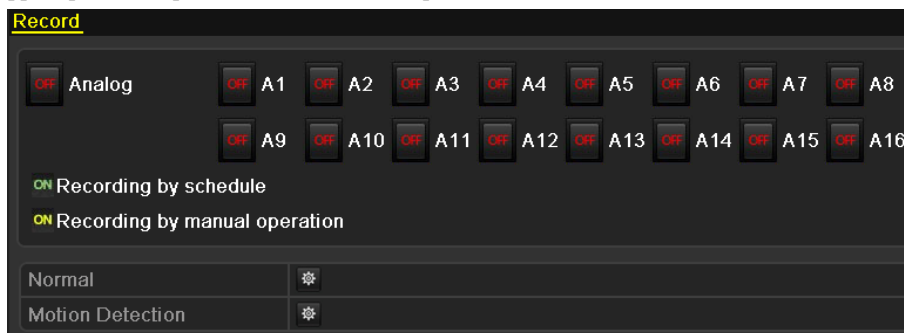 Record
OFF Analog OFF A1 OFF A2 OFF A3 OFF A4 OFF A5 OFF A6 OFF A7 OFF A8
OFF A9 OFF A10 OFF A11 OFF A12 OFF A13 OFF A14 OFF A15 OFF A16
ON Recording by schedule
ON Recording by manual operation
Normal
Motion Detection